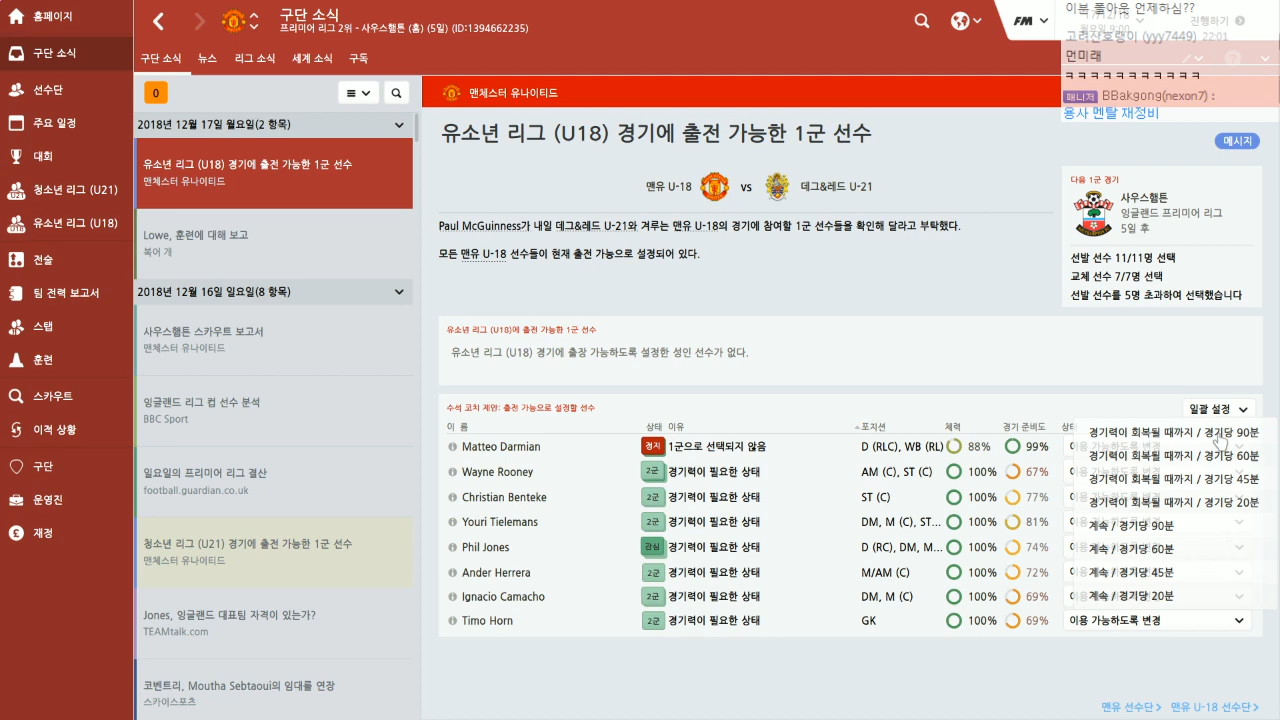 홈페이지
구단 소식
선수단
주요 일정
대회
청소년 리그 (U21)
유소년 리그 (U18)
전술
팀 전력 보고서
스탭
훈련
스카우트
이적 상황
구단
운영진
재정
구단 소식
프리미어 리그 2위 - 사우스햄튼 (홈) (5일) (ID:1394662235)
FM
17/12/18
월요일 9:00
진행하기
구단 소식 뉴스 리그 소식 세계 소식 구독
이분 폴아웃 언제하심??
고려산호랭이 (yyy7449) 22:01
먼미래
ㅋㅋㅋㅋㅋㅋㅋㅋㅋㅋㅋ
매니저 BBakgong(nexon7) :
용사 멘탈 재정비
0
2018년 12월 17일 월요일(2 항목)
유소년 리그 (U18) 경기에 출전 가능한 1군 선수
맨체스터 유나이티드
Lowe, 훈련에 대해 보고
복어 개
2018년 12월 16일 일요일(8 항목)
사우스햄튼 스카우트 보고서
맨체스터 유나이티드
잉글랜드 리그 컵 선수 분석
BBC Sport
일요일의 프리미어 리그 결산
football.guardian.co.uk
청소년 리그 (U21) 경기에 출전 가능한 1군 선수
맨체스터 유나이티드
Jones, 잉글랜드 대표팀 자격이 있는가?
TEAMtalk.com
코벤트리, Moutha Sebtaoui의 임대를 연장
스카이스포츠
맨체스터 유나이티드
유소년 리그 (U18) 경기에 출전 가능한 1군 선수
메시지
맨유 U-18 vs 데그&레드 U-21
Paul McGuinness가 내일 데그&레드 U-21와 겨루는 맨유 U-18의 경기에 참여할 1군 선수들을 확인해 달라고 부탁했다.
모든 맨유 U-18 선수들이 현재 출전 가능으로 설정되어 있다.
다음 1군 경기
사우스햄튼
잉글랜드 프리미어 리그
5일 후
선발 선수 11/11명 선택
교체 선수 7/7명 선택
선발 선수를 5명 초과하여 선택했습니다
유소년 리그 (U18)에 출전 가능한 1군 선수
유소년 리그 (U18) 경기에 출장 가능하도록 설정한 성인 선수가 없다.
수석 코치 제안: 출전 가능으로 설정할 선수
일괄 설정
이 름 상태 이유 포지션 체력 경기 준비도 상태
Matteo Darmian 정지 1군으로 선택되지 않음 D (RLC), WB (RL) 88% 99%
Wayne Rooney 2군 경기력이 필요한 상태 AM (C), ST (C) 100% 67%
Christian Benteke 2군 경기력이 필요한 상태 ST (C) 100% 77%
Youri Tielemans 2군 경기력이 필요한 상태 DM, M (C), ST... 100% 81%
Phil Jones 관심 경기력이 필요한 상태 D (RC), DM, M... 100% 74%
Ander Herrera 2군 경기력이 필요한 상태 M/AM (C) 100% 72%
Ignacio Camacho 2군 경기력이 필요한 상태 DM, M (C) 100% 69%
Timo Horn 2군 경기력이 필요한 상태 GK 100% 69% 이용 가능하도록 변경
경기력이 회복될 때까지 / 경기당 90분
경기력이 회복될 때까지 / 경기당 60분
경기력이 회복될 때까지 / 경기당 45분
경기력이 회복될 때까지 / 경기당 20분
계속 / 경기당 90분
계속 / 경기당 60분
계속 / 경기당 45분
계속 / 경기당 20분
맨유 선수단> 맨유 U-18 선수단>